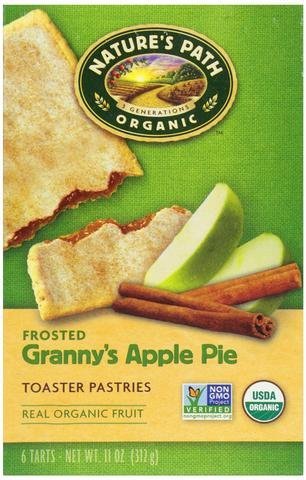 NATURE'S PATH
3 GENERATIONS
ORGANIC
FROSTED
Granny's Apple Pie
TOASTER PASTRIES
REAL ORGANIC FRUIT
NON
GMO
Project
VERIFIED
nongmoproject.org
USDA
ORGANIC
6 TARTS - NET WT. 11 OZ (312g)